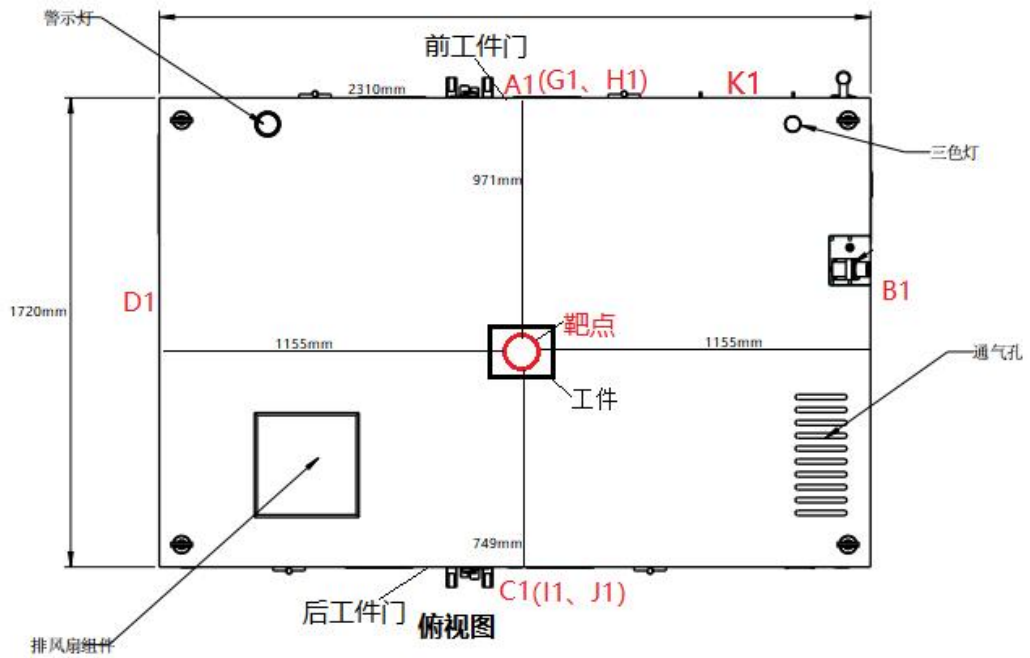 警示灯
前工件门
2310mm
A1(G1、H1)
K1
三色灯
971mm
D1
B1
1720mm
靶点
1155mm
1155mm
通气孔
工件
749mm
C1(I1、J1)
后工件门
俯视图
排风扇组件